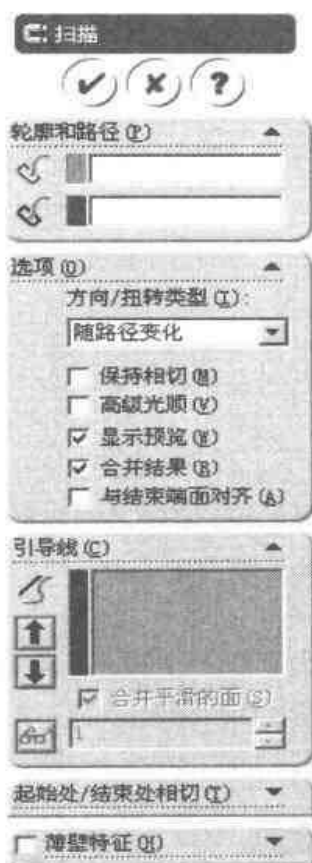 扫描
?
轮廓和路径(P)
选项(O)
方向/扭转类型(T):
随路径变化
保持相切(M)
高级光顺(V)
显示预览(W)
合并结果(R)
与结束端面对齐(A)
引导线(C)
合并平滑的面(S)
1
起始处/结束处相切(T)
薄壁特征(H)